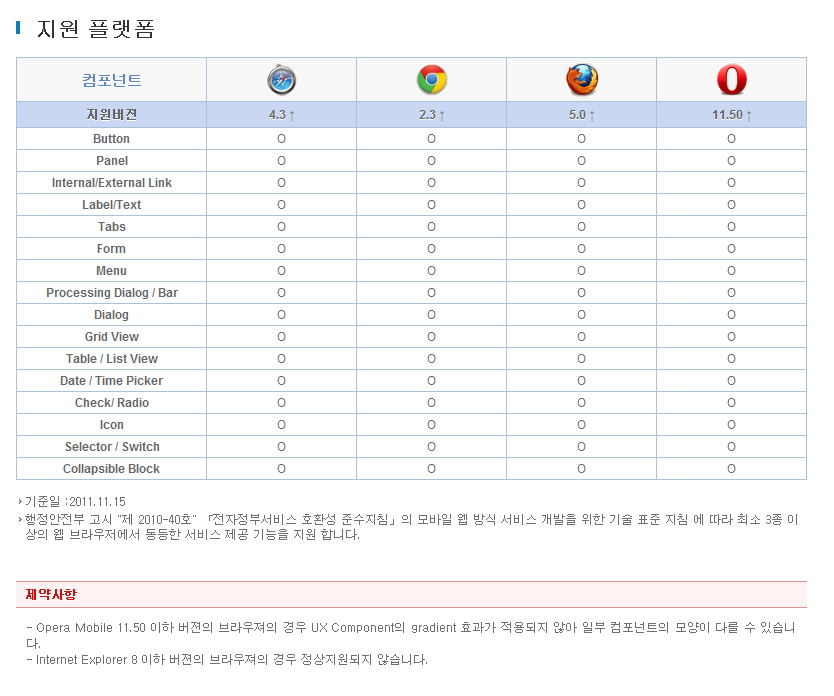 지원 플랫폼
컴포넌트
지원버젼 4.3 ↑ 2.3 ↑ 5.0 ↑ 11.50 ↑
Button O O O O
Panel O O O O
Internal/External Link O O O O
Label/Text O O O O
Tabs O O O O
Form O O O O
Menu O O O O
Processing Dialog / Bar O O O O
Dialog O O O O
Grid View O O O O
Table / List View O O O O
Date / Time Picker O O O O
Check/ Radio O O O O
Icon O O O O
Selector / Switch O O O O
Collapsible Block O O O O
기준일 :2011.11.15
행정안전부 고시 "제 2010-40호" 「전자정부서비스 호환성 준수지침」의 모바일 웹 방식 서비스 개발을 위한 기술 표준 지침 에 따라 최소 3종 이
상의 웹 브라우저에서 동등한 서비스 제공 기능을 지원 합니다.
제약사항
- Opera Mobile 11.50 이하 버젼의 브라우져의 경우 UX Component의 gradient 효과가 적용되지 않아 일부 컴포넌트의 모양이 다를 수 있습니
다.
- Internet Explorer 8 이하 버젼의 브라우져의 경우 정상지원되지 않습니다.